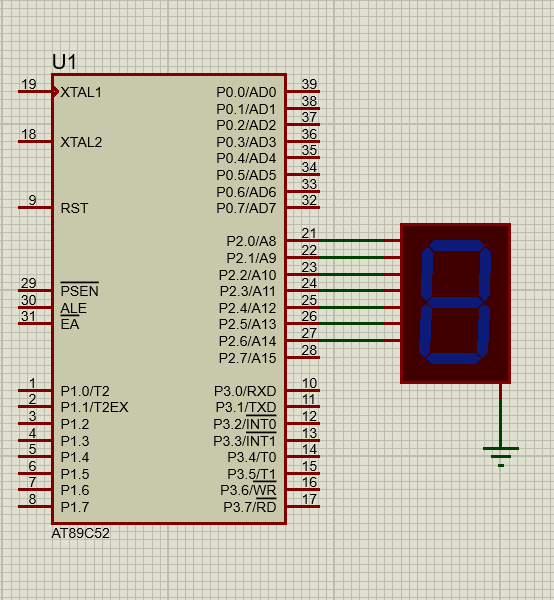 U1
19 XTAL1 P0.0/AD0 39
P0.1/AD1 38
P0.2/AD2 37
18 XTAL2 P0.3/AD3 36
P0.4/AD4 35
P0.5/AD5 34
P0.6/AD6 33
9 RST P0.7/AD7 32
P2.0/A8 21
P2.1/A9 22
P2.2/A10 23
29 PSEN P2.3/A11 24
30 ALE P2.4/A12 25
31 EA P2.5/A13 26
P2.6/A14 27
P2.7/A15 28
1 P1.0/T2 P3.0/RXD 10
2 P1.1/T2EX P3.1/TXD 11
3 P1.2 P3.2/INT0 12
4 P1.3 P3.3/INT1 13
5 P1.4 P3.4/T0 14
6 P1.5 P3.5/T1 15
7 P1.6 P3.6/WR 16
8 P1.7 P3.7/RD 17
AT89C52